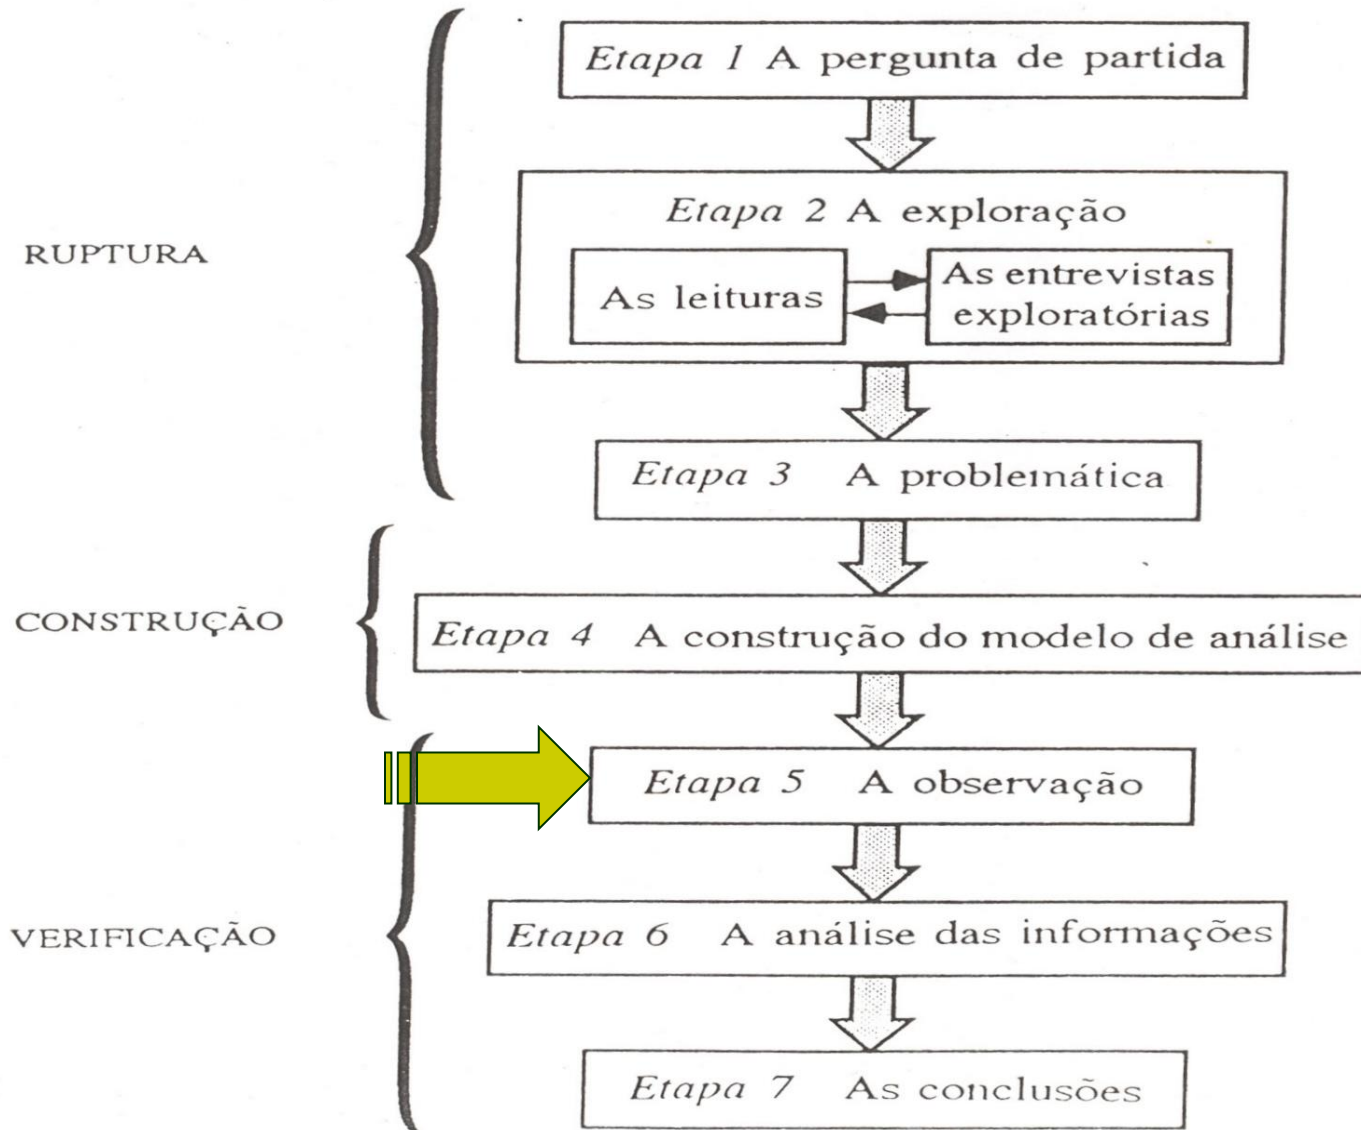 Etapa 1 A pergunta de partida
RUPTURA
Etapa 2 A exploração
As leituras
As entrevistas
exploratórias
Etapa 3 A problemática
CONSTRUÇÃO
Etapa 4 A construção do modelo de análise
Etapa 5 A observação
VERIFICAÇÃO
Etapa 6 A análise das informações
Etapa 7 As conclusões